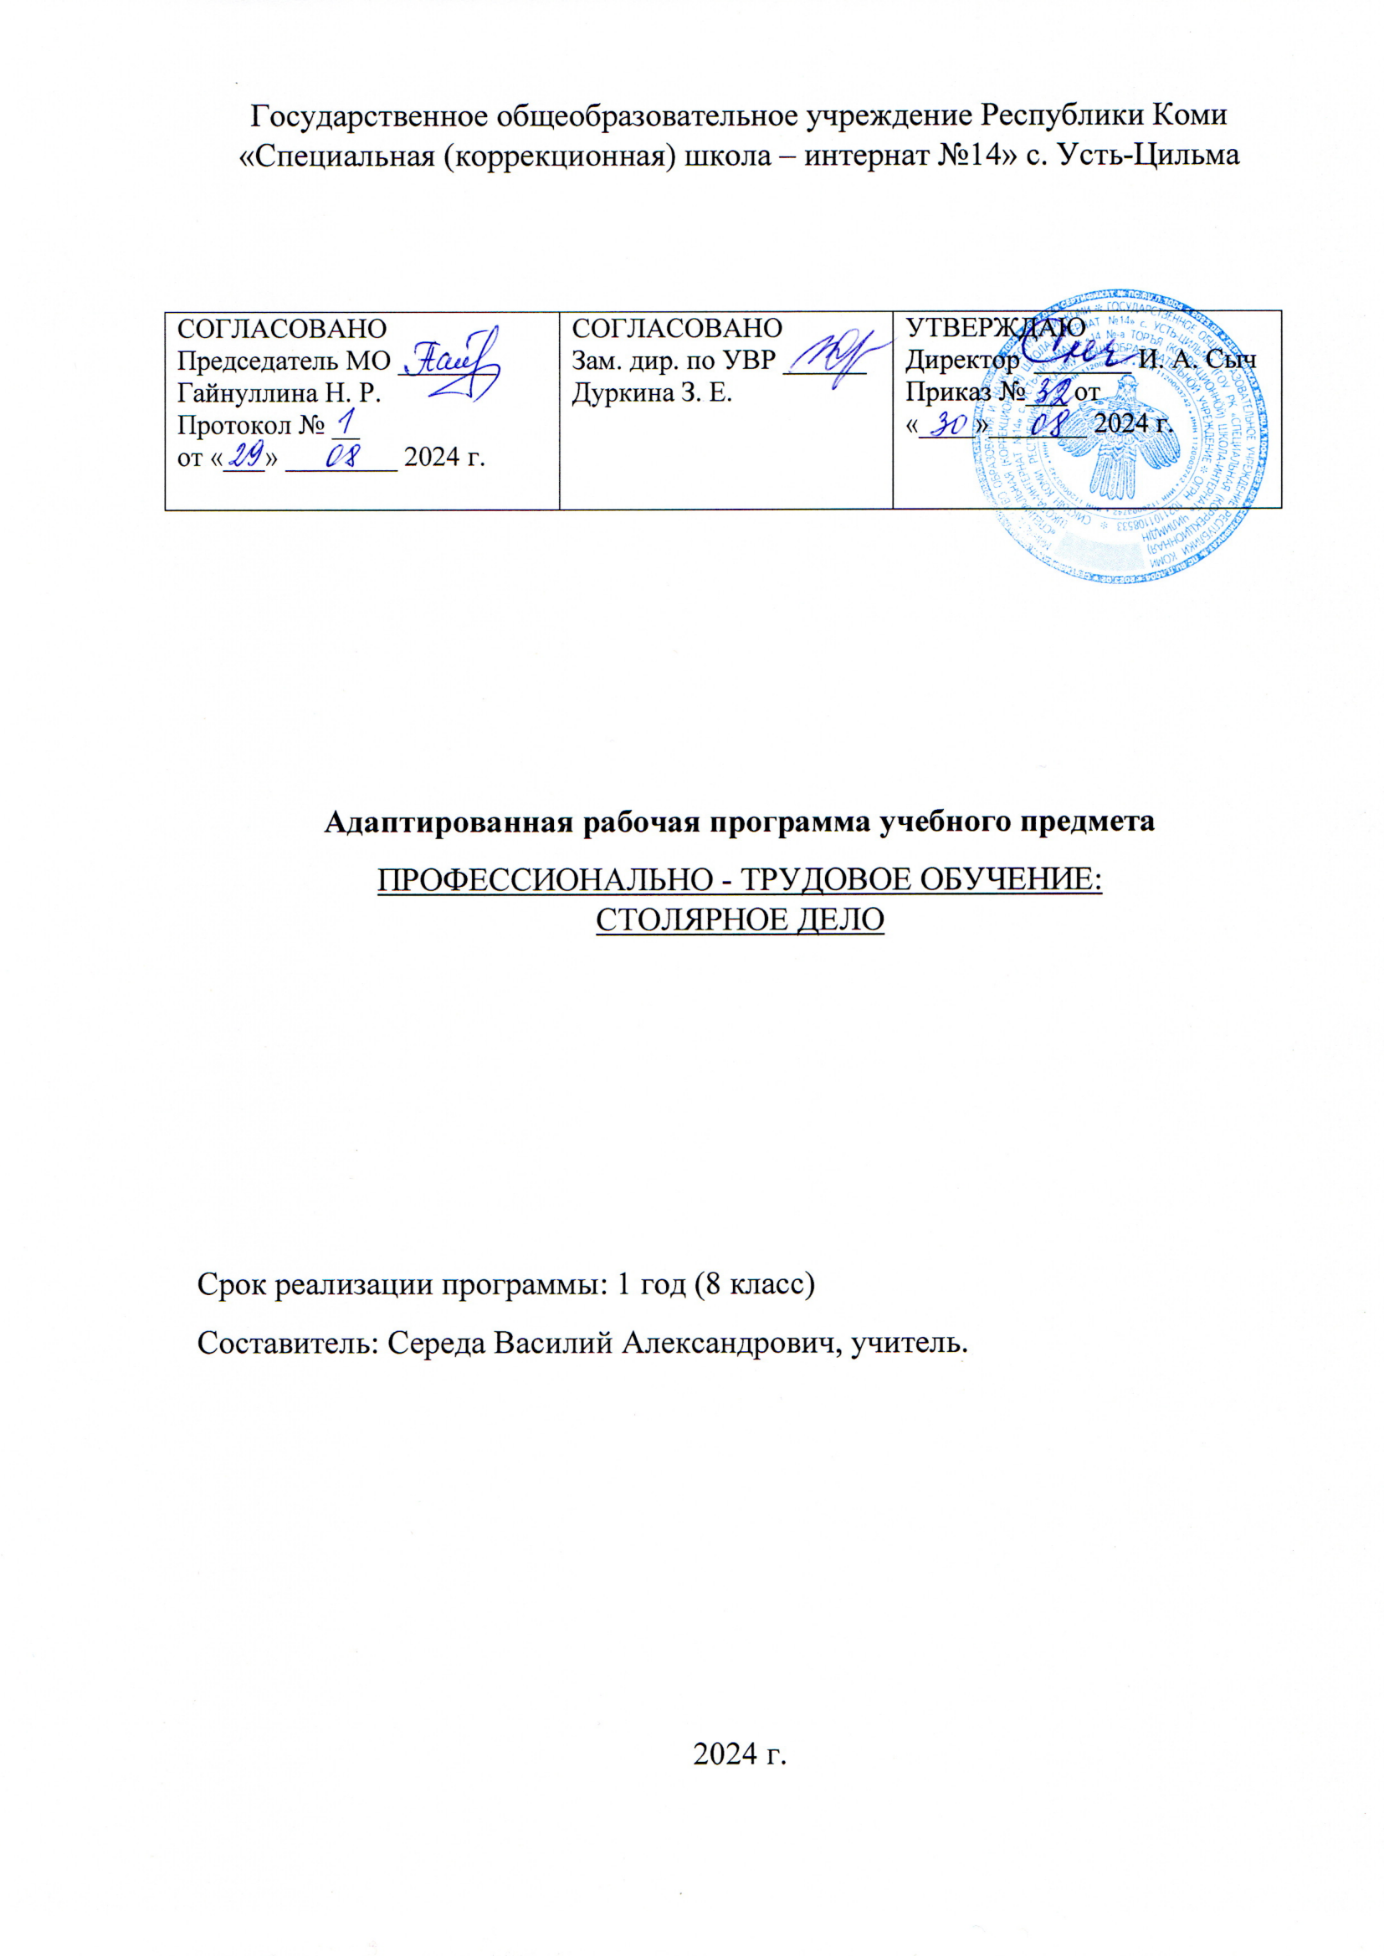 Государственное общеобразовательное учреждение Республики Коми
«Специальная (коррекционная) школа – интернат №14» с. Усть-Цильма
СОГЛАСОВАНО
Председатель МО _______
Гайнуллина Н. Р.
Протокол № 1
от «29» 08 2024 г.
СОГЛАСОВАНО
Зам. дир. по УВР ______
Дуркина З. Е.
УТВЕРЖДАЮ
Директор _______ И. А. Сыч
Приказ № 32 от
«30» 08 2024 г.
Адаптированная рабочая программа учебного предмета
ПРОФЕССИОНАЛЬНО - ТРУДОВОЕ ОБУЧЕНИЕ:
СТОЛЯРНОЕ ДЕЛО
Срок реализации программы: 1 год (8 класс)
Составитель: Середа Василий Александрович, учитель.
2024 г.